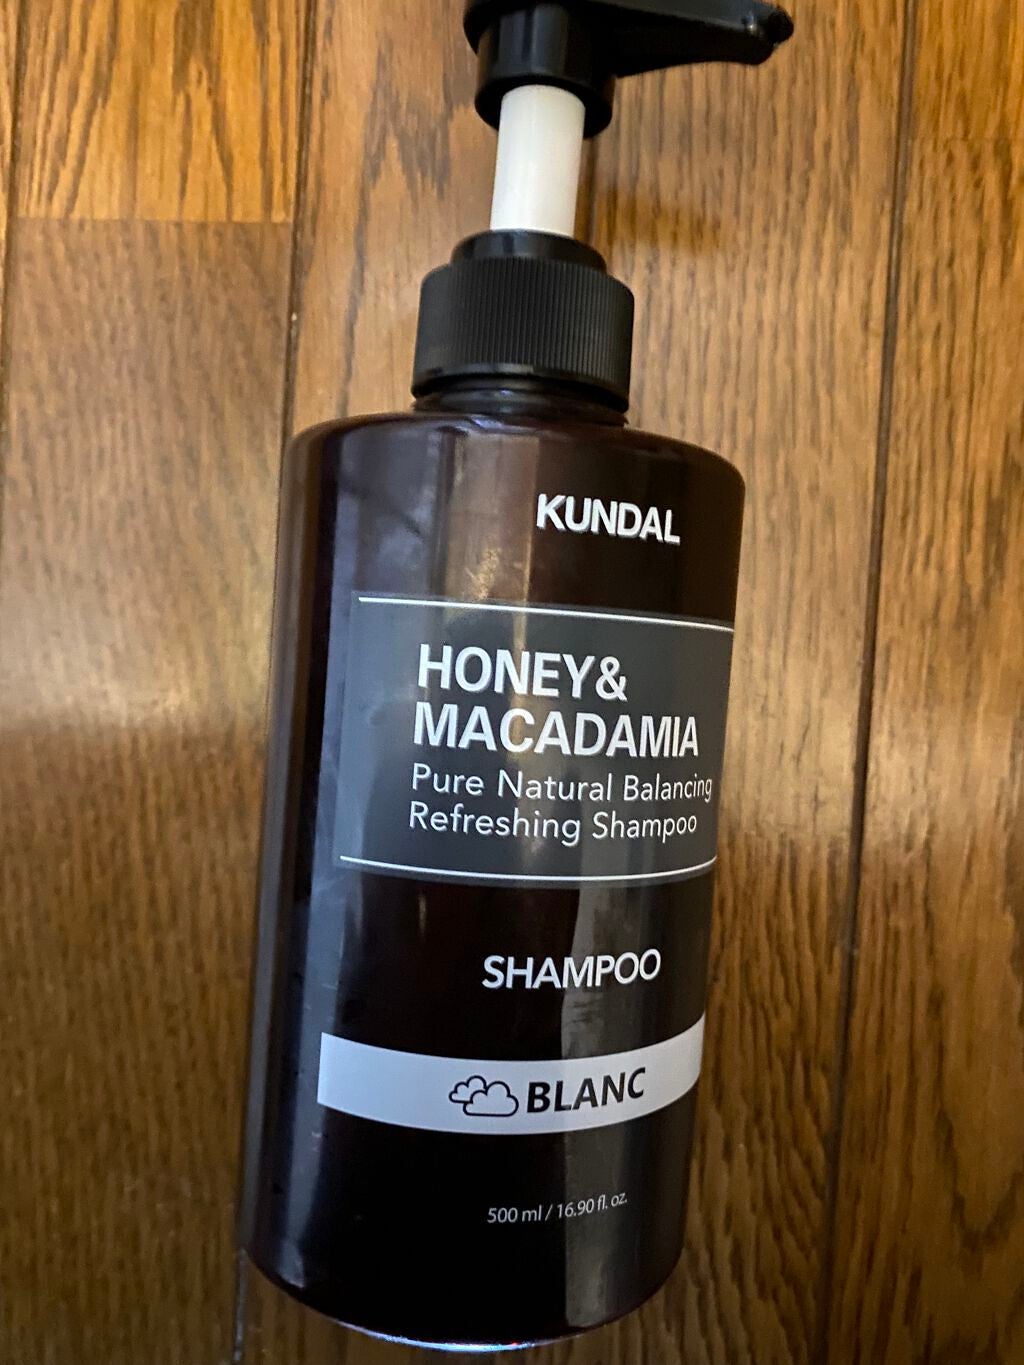 KUNDAL
HONEY&
MACADAMIA
Pure Natural Balancing
Refreshing Shampoo
SHAMPOO
BLANC
500 ml / 16.90 fl. oz.